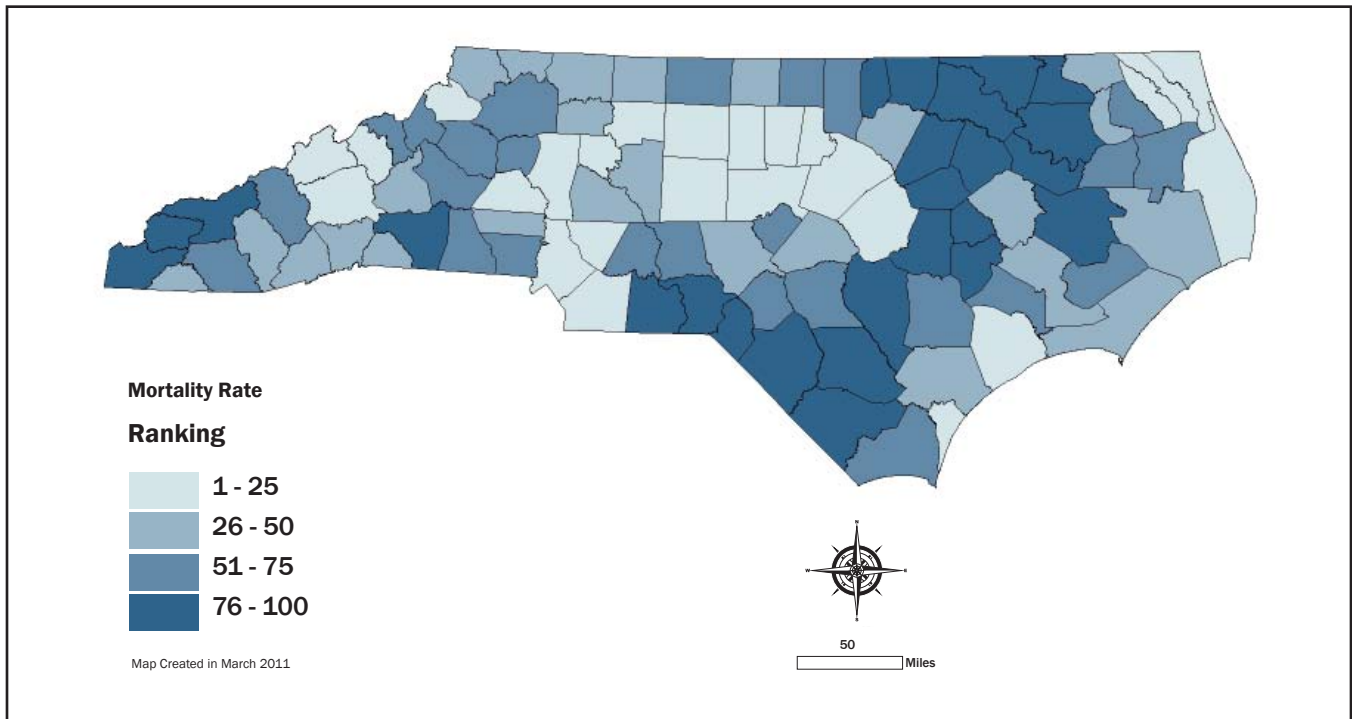 Mortality Rate
Ranking
1 - 25
26 - 50
51 - 75
76 - 100
Map Created in March 2011
N
W
E
S
50
Miles